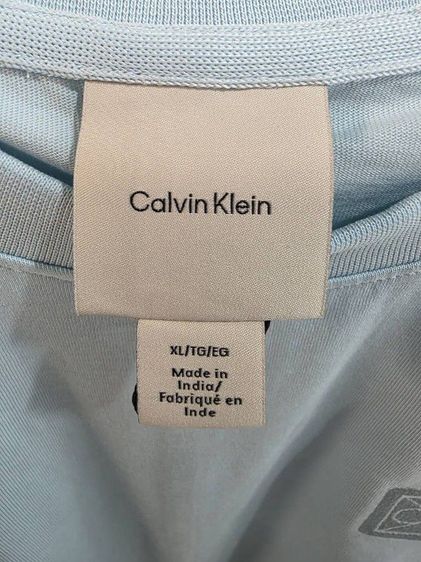 Calvin Klein
XL/TG/EG
Made in
India/
Fabriqué en
Inde